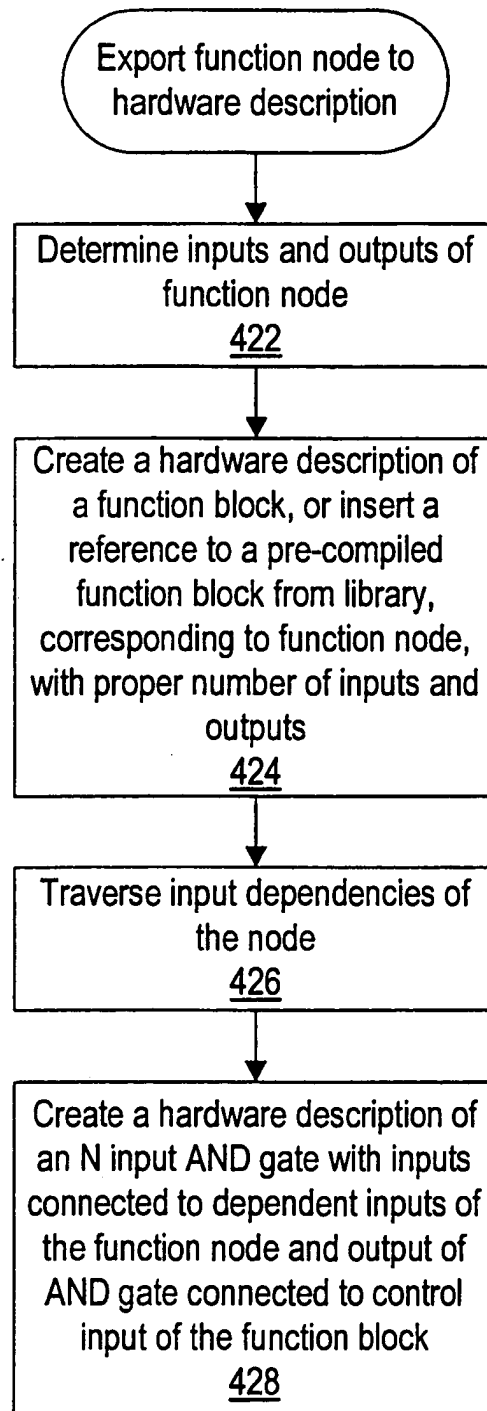 Export function node to
hardware description
Determine inputs and outputs of
function node
422
Create a hardware description of
a function block, or insert a
reference to a pre-compiled
function block from library,
corresponding to function node,
with proper number of inputs and
outputs
424
Traverse input dependencies of
the node
426
Create a hardware description of
an N input AND gate with inputs
connected to dependent inputs of
the function node and output of
AND gate connected to control
input of the function block
428